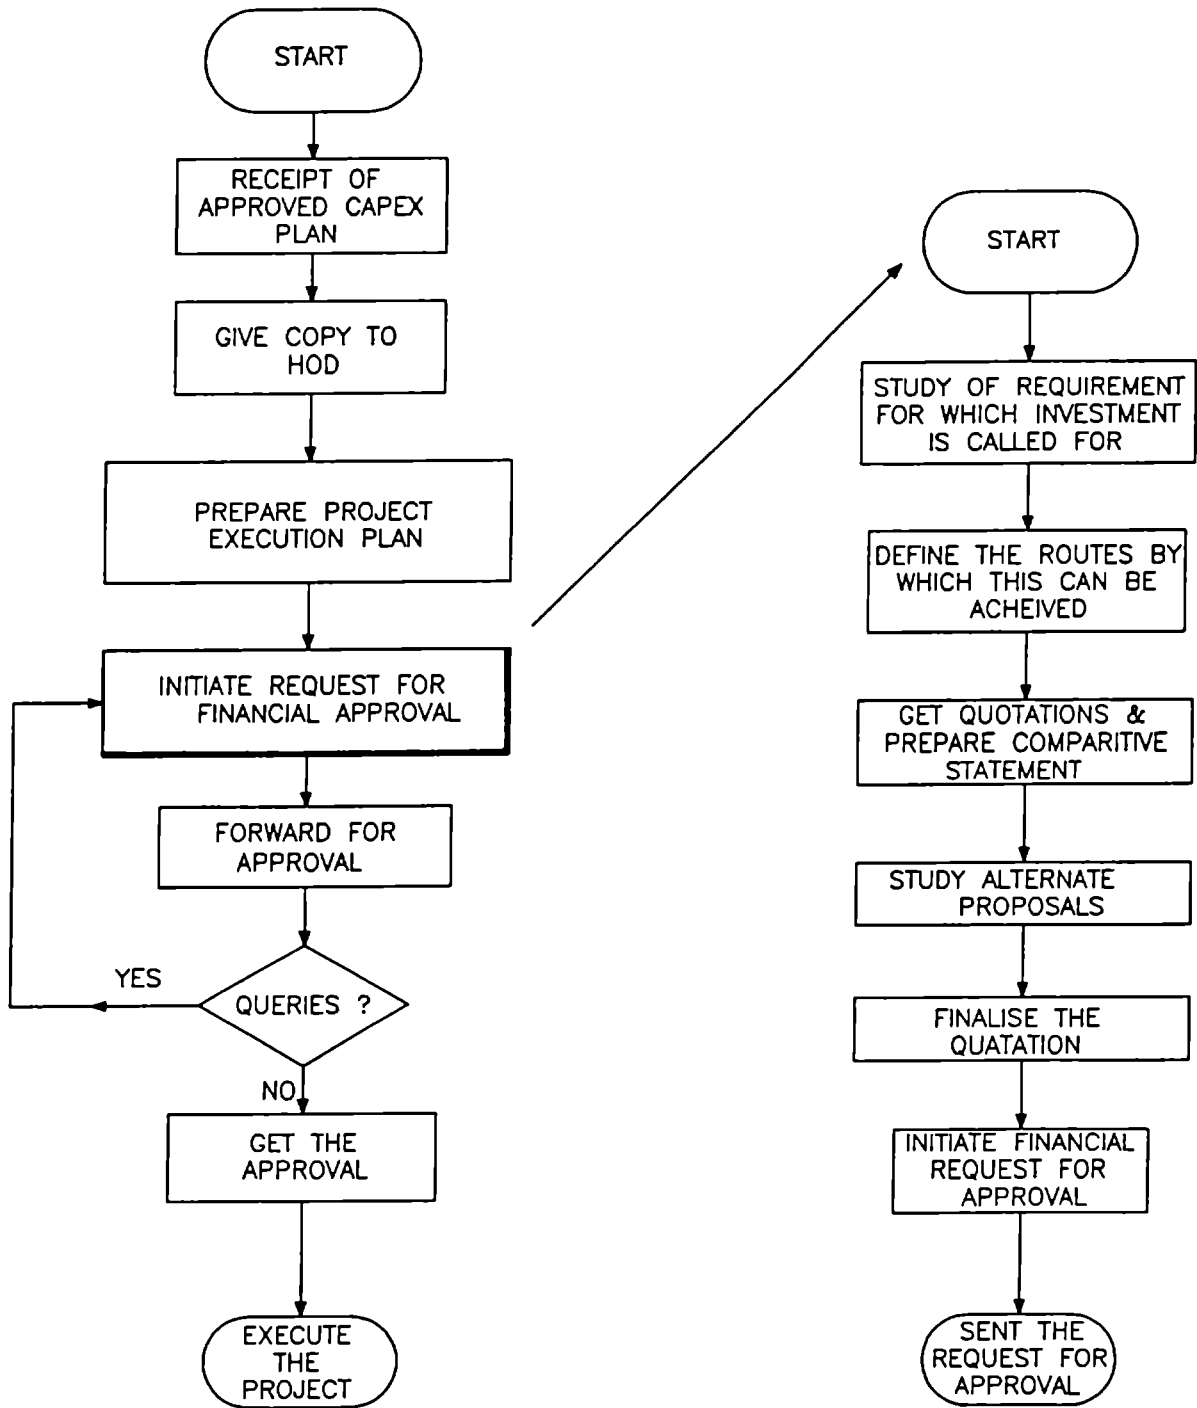 START
RECEIPT OF
APPROVED CAPEX
PLAN
GIVE COPY TO
HOD
PREPARE PROJECT
EXECUTION PLAN
INITIATE REQUEST FOR
FINANCIAL APPROVAL
FORWARD FOR
APPROVAL
YES
QUERIES ?
NO
GET THE
APPROVAL
EXECUTE
THE
PROJECT
START
STUDY OF REQUIREMENT
FOR WHICH INVESTMENT
IS CALLED FOR
DEFINE THE ROUTES BY
WHICH THIS CAN BE
ACHEIVED
GET QUOTATIONS &
PREPARE COMPARITIVE
STATEMENT
STUDY ALTERNATE
PROPOSALS
FINALISE THE
QUATATION
INITIATE FINANCIAL
REQUEST FOR
APPROVAL
SENT THE
REQUEST FOR
APPROVAL